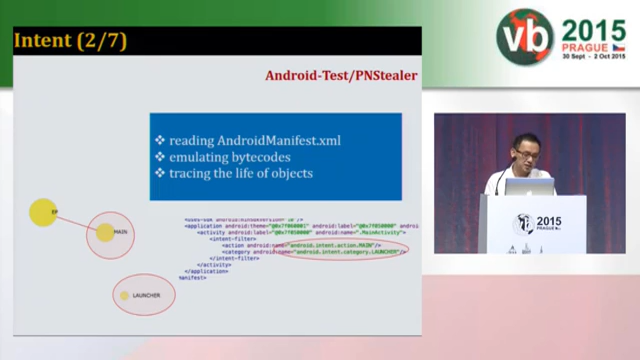 Intent (2/7)
Android-Test/PNStealer
❖ reading AndroidManifest.xml
❖ emulating bytecodes
❖ tracing the life of objects
EP
MAIN
LAUNCHER
<application android:theme="@0x7f060001" android:label="@0x7f050000"
<activity android:label="@0x7f050000" android:name=".MainActivity">
<intent-filter>
<action android:name="android.intent.action.MAIN"/>
<category android:name="android.intent.category.LAUNCHER"/>
</intent-filter>
</activity>
</application>
manifest>
vb
2015
PRAGUE
30 Sept - 2 Oct 2015
2015